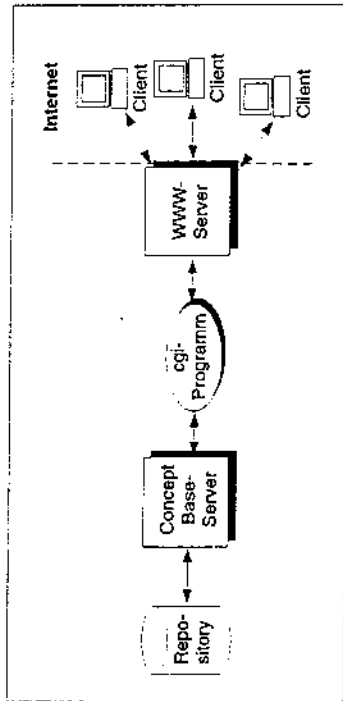 Internet
Client
Client
Client
WWW-
Server
cgi-
Programm
Concept
Base-
Server
Repo-
sitory